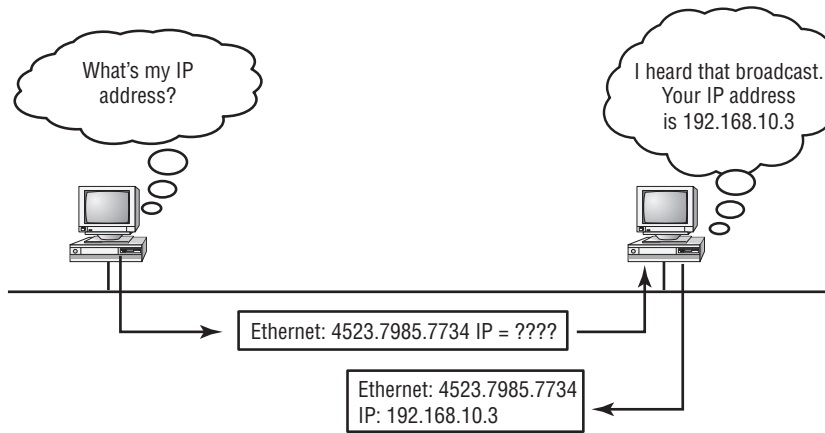 What’s my IP
address?
I heard that broadcast.
Your IP address
is 192.168.10.3
Ethernet: 4523.7985.7734 IP = ????
Ethernet: 4523.7985.7734
IP: 192.168.10.3